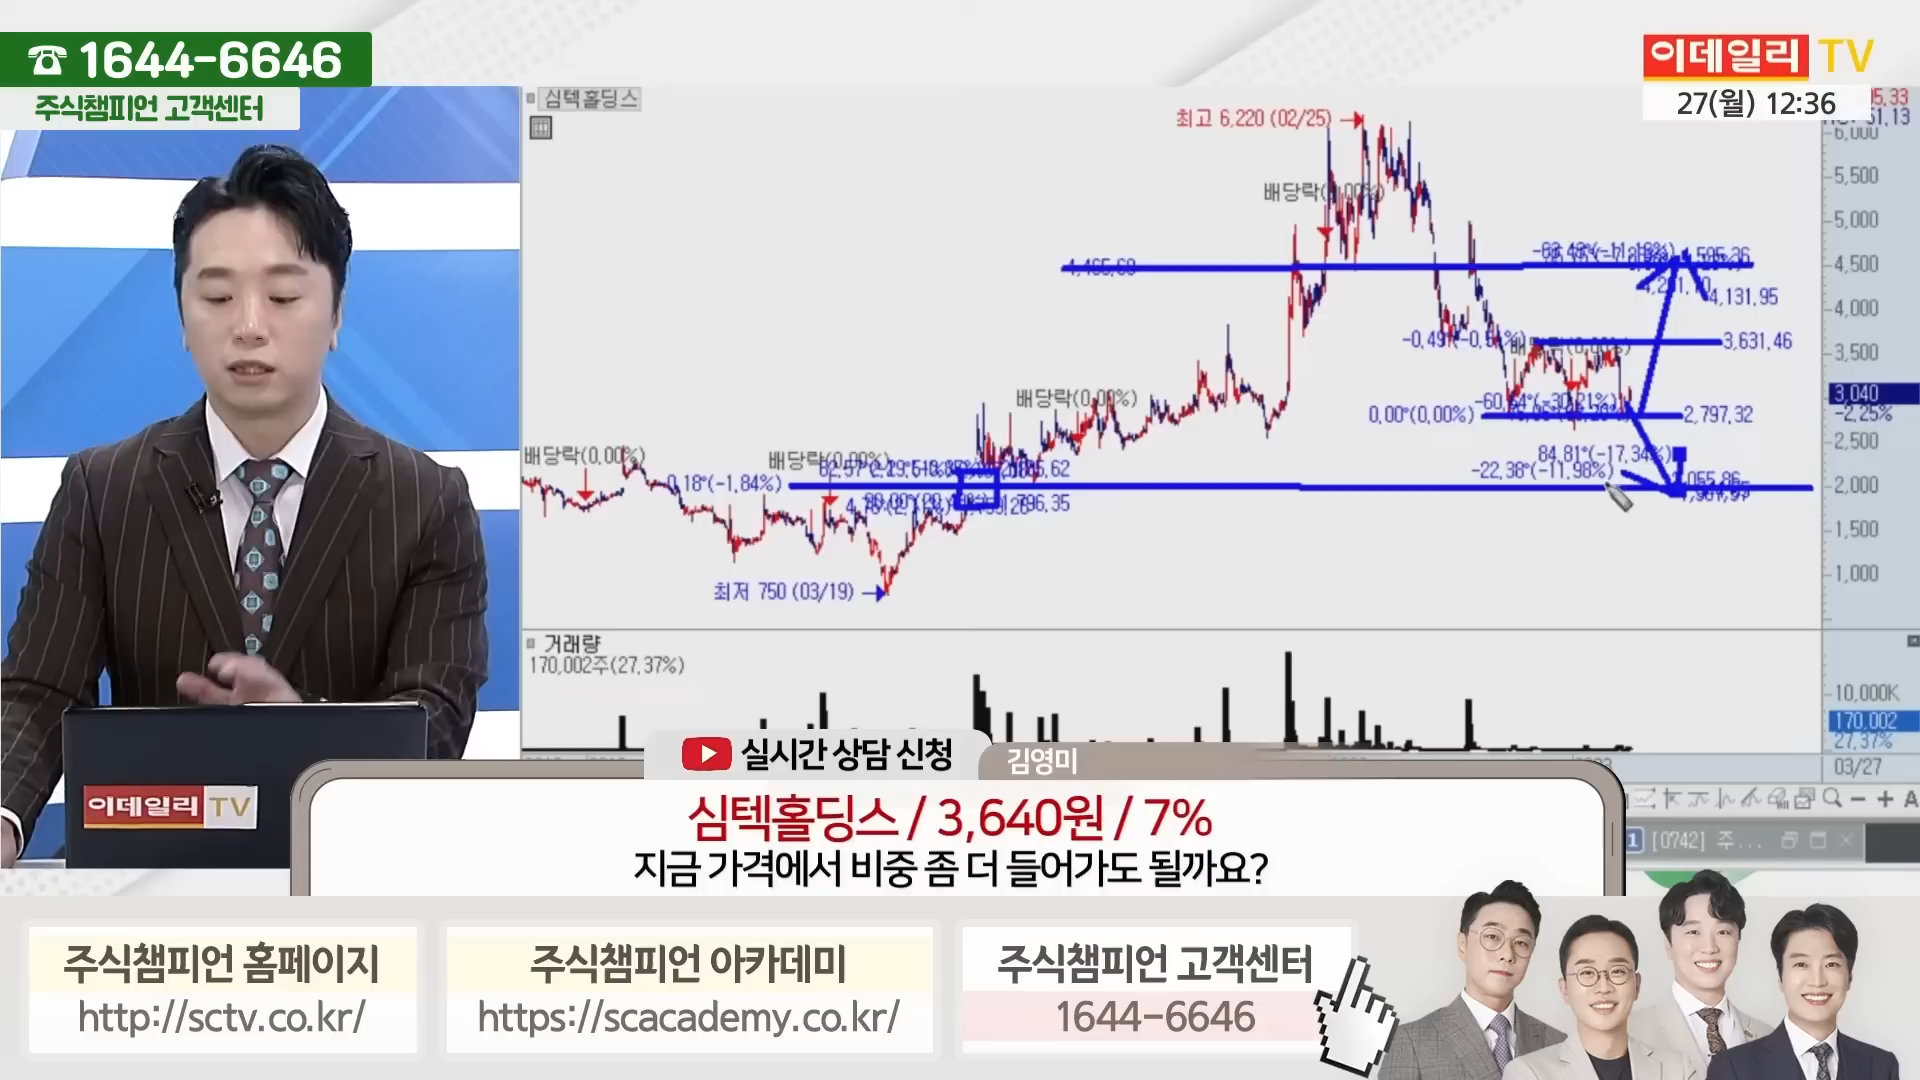 ☎ 1644-6646
주식챔피언 고객센터
이데일리 TV
27(월) 12:36
심텍홀딩스
최고 6,220 (02/25)
6,000
5,500
5,000
4,500
4,000
3,500
3,040
-2,25%
2,500
2,000
1,500
1,000
배당락(0,00%)
4,465,68
4,131,95
3,631,46
배당락(0,00%)
0,00°(0,00%)
2,797,32
84,81°(-17,34%)
-22,38°(-11,98%)
배당락(0,00%)
배당락(0,00%)
0,18°(-1,84%)
최저 750 (03/19)
거래량
170,002주(27,37%)
10,000K
170,002
27,37%
03/27
[0742] 주...
이데일리 TV
실시간 상담 신청
김영미
심텍홀딩스 / 3,640원 / 7%
지금 가격에서 비중 좀 더 들어가도 될까요?
주식챔피언 홈페이지
http://sctv.co.kr/
주식챔피언 아카데미
https://scacademy.co.kr/
주식챔피언 고객센터
1644-6646